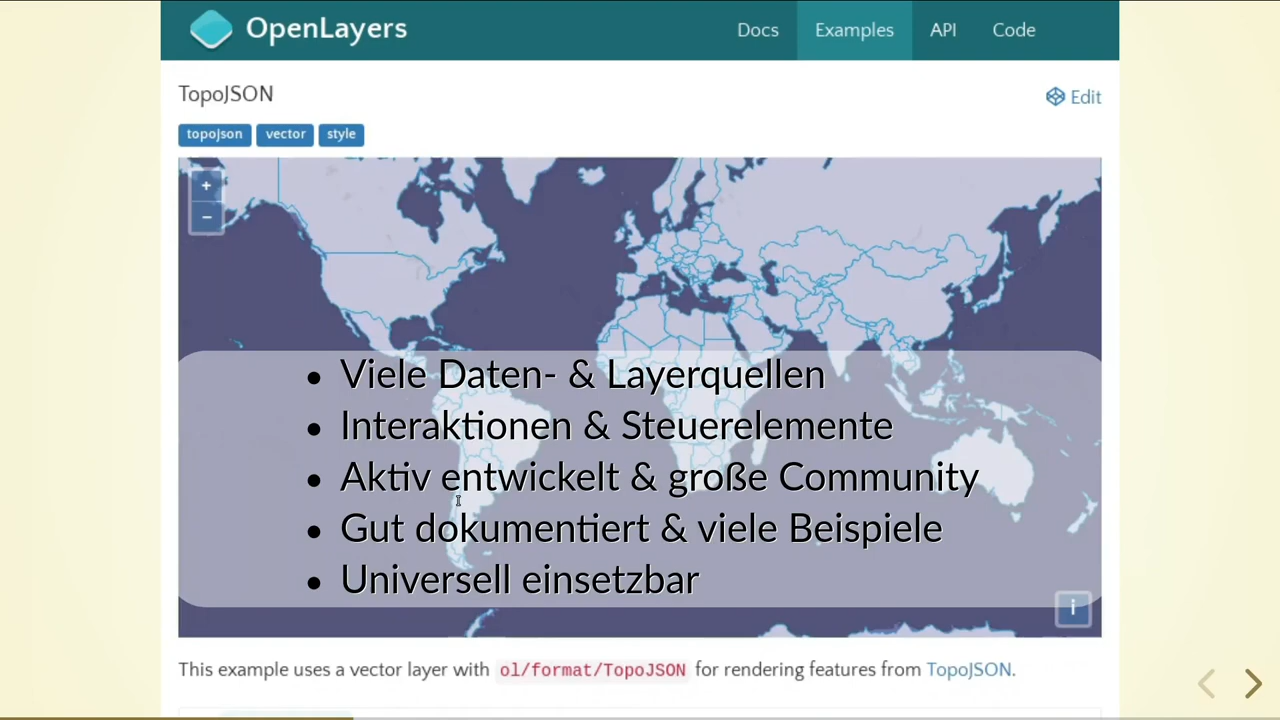 OpenLayers
Docs Examples API Code
TopoJSON
Edit
topojson vector style
+
–
• Viele Daten- & Layerquellen
• Interaktionen & Steuerelemente
• Aktiv entwickelt & große Community
• Gut dokumentiert & viele Beispiele
• Universell einsetzbar
i
This example uses a vector layer with ol/format/TopoJSON for rendering features from TopoJSON.